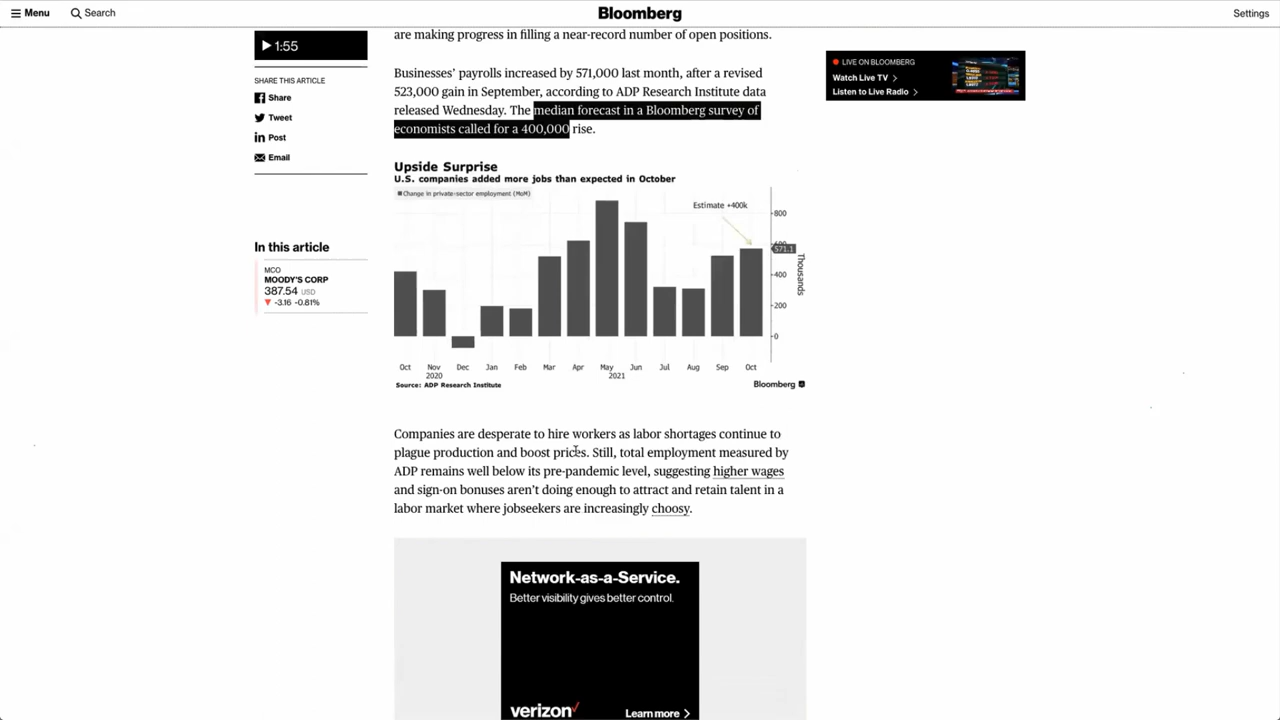 Menu
Search
Bloomberg
Settings
1:55
SHARE THIS ARTICLE
Share
Tweet
Post
Email
In this article
MCO
MOODY'S CORP
387.54 USD
-3.16 -0.81%
are making progress in filling a near-record number of open positions.
Businesses' payrolls increased by 571,000 last month, after a revised
523,000 gain in September, according to ADP Research Institute data
released Wednesday. The median forecast in a Bloomberg survey of
economists called for a 400,000 rise.
Upside Surprise
U.S. companies added more jobs than expected in October
Change in private-sector employment (MoM)
Estimate +400k
800
600
571.1
400
200
0
Thousands
Oct Nov Dec Jan Feb Mar Apr May Jun Jul Aug Sep Oct
2020 2021
Source: ADP Research Institute
Bloomberg
Companies are desperate to hire workers as labor shortages continue to
plague production and boost prices. Still, total employment measured by
ADP remains well below its pre-pandemic level, suggesting higher wages
and sign-on bonuses aren't doing enough to attract and retain talent in a
labor market where jobseekers are increasingly choosy.
Network-as-a-Service.
Better visibility gives better control.
verizon
Learn more
LIVE ON BLOOMBERG
Watch Live TV
Listen to Live Radio